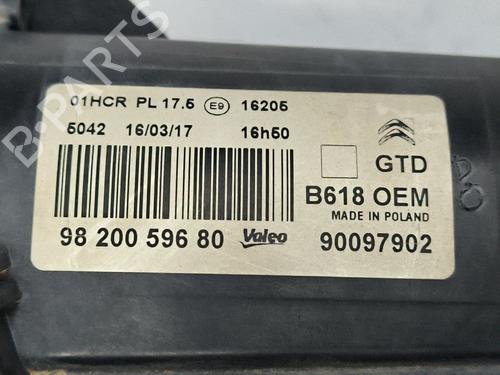 01HCR PL 17.5 E9 16205
5042 16/03/17 16h50
GTD
B618 OEM
MADE IN POLAND
98 200 596 80 Valeo 90097902
B-PARTS